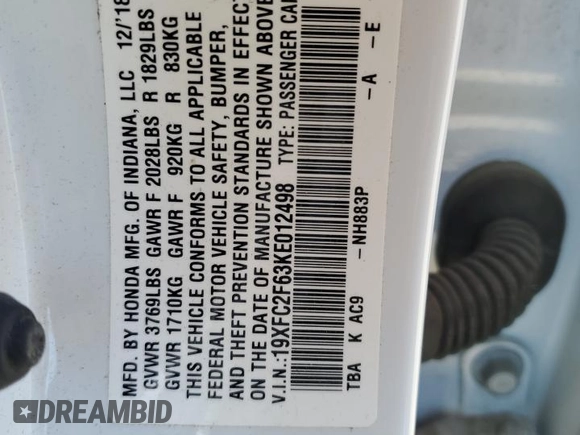 MFD. BY HONDA MFG. OF INDIANA, LLC 12/'18
GVWR 3769LBS GAWR F 2028LBS R 1829LBS
GVWR 1710KG GAWR F 920KG R 830KG
THIS VEHICLE CONFORMS TO ALL APPLICABLE
FEDERAL MOTOR VEHICLE SAFETY, BUMPER,
AND THEFT PREVENTION STANDARDS IN EFFECT
ON THE DATE OF MANUFACTURE SHOWN ABOVE
V.I.N.:19XFC2F63KE012498 TYPE: PASSENGER CAR
TBA K AC9 -NH883P -A -E
DREAMBID